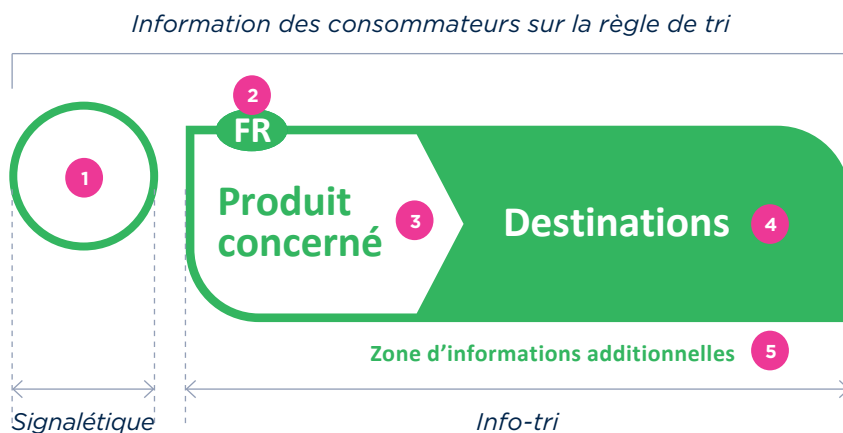 Information des consommateurs sur la règle de tri
2
FR
1
Produit
concerné
3
Destinations
4
Zone d'informations additionnelles
5
Signalétique
Info-tri